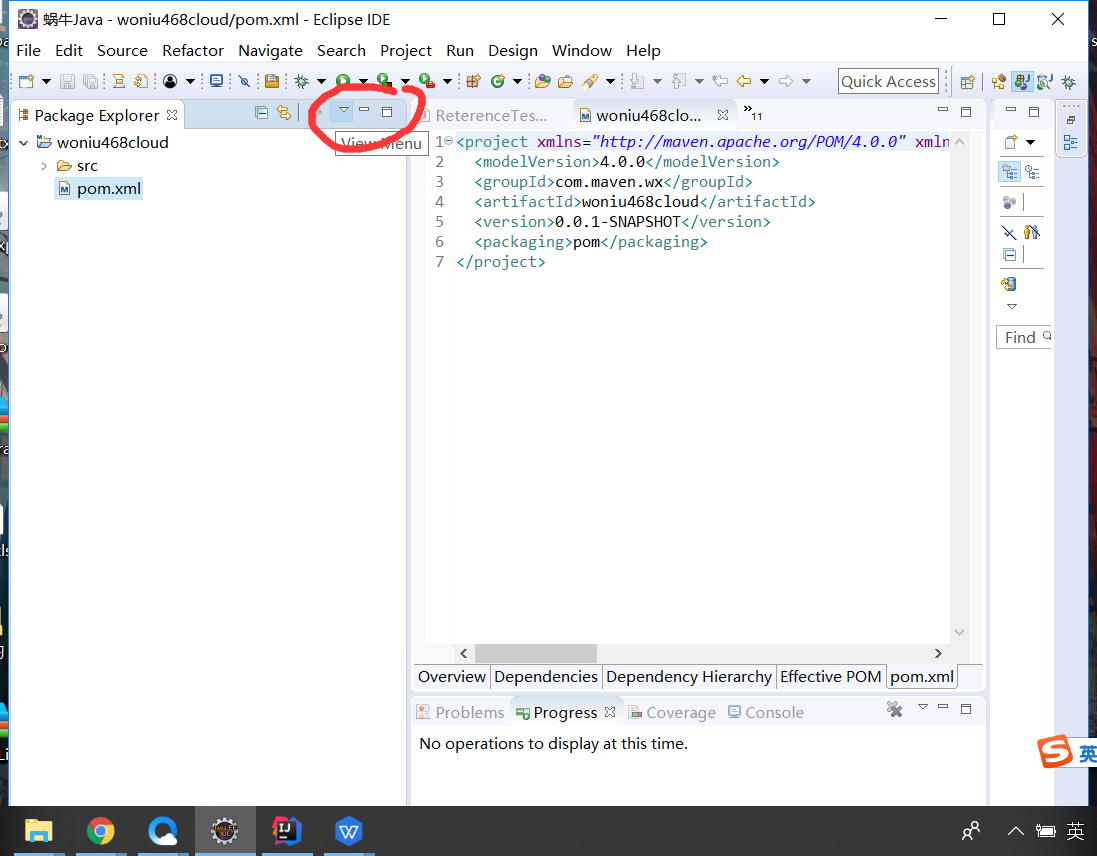 蜗牛Java - woniu468cloud/pom.xml - Eclipse IDE
File Edit Source Refactor Navigate Search Project Run Design Window Help
Quick Access
Package Explorer
woniu468clo...
11
View Menu
woniu468cloud
src
pom.xml
1 <project xmlns="http://maven.apache.org/POM/4.0.0" xmln
2 <modelVersion>4.0.0</modelVersion>
3 <groupId>com.maven.wx</groupId>
4 <artifactId>woniu468cloud</artifactId>
5 <version>0.0.1-SNAPSHOT</version>
6 <packaging>pom</packaging>
7 </project>
Find
Overview Dependencies Dependency Hierarchy Effective POM pom.xml
Problems Progress Coverage Console
No operations to display at this time.
英
英